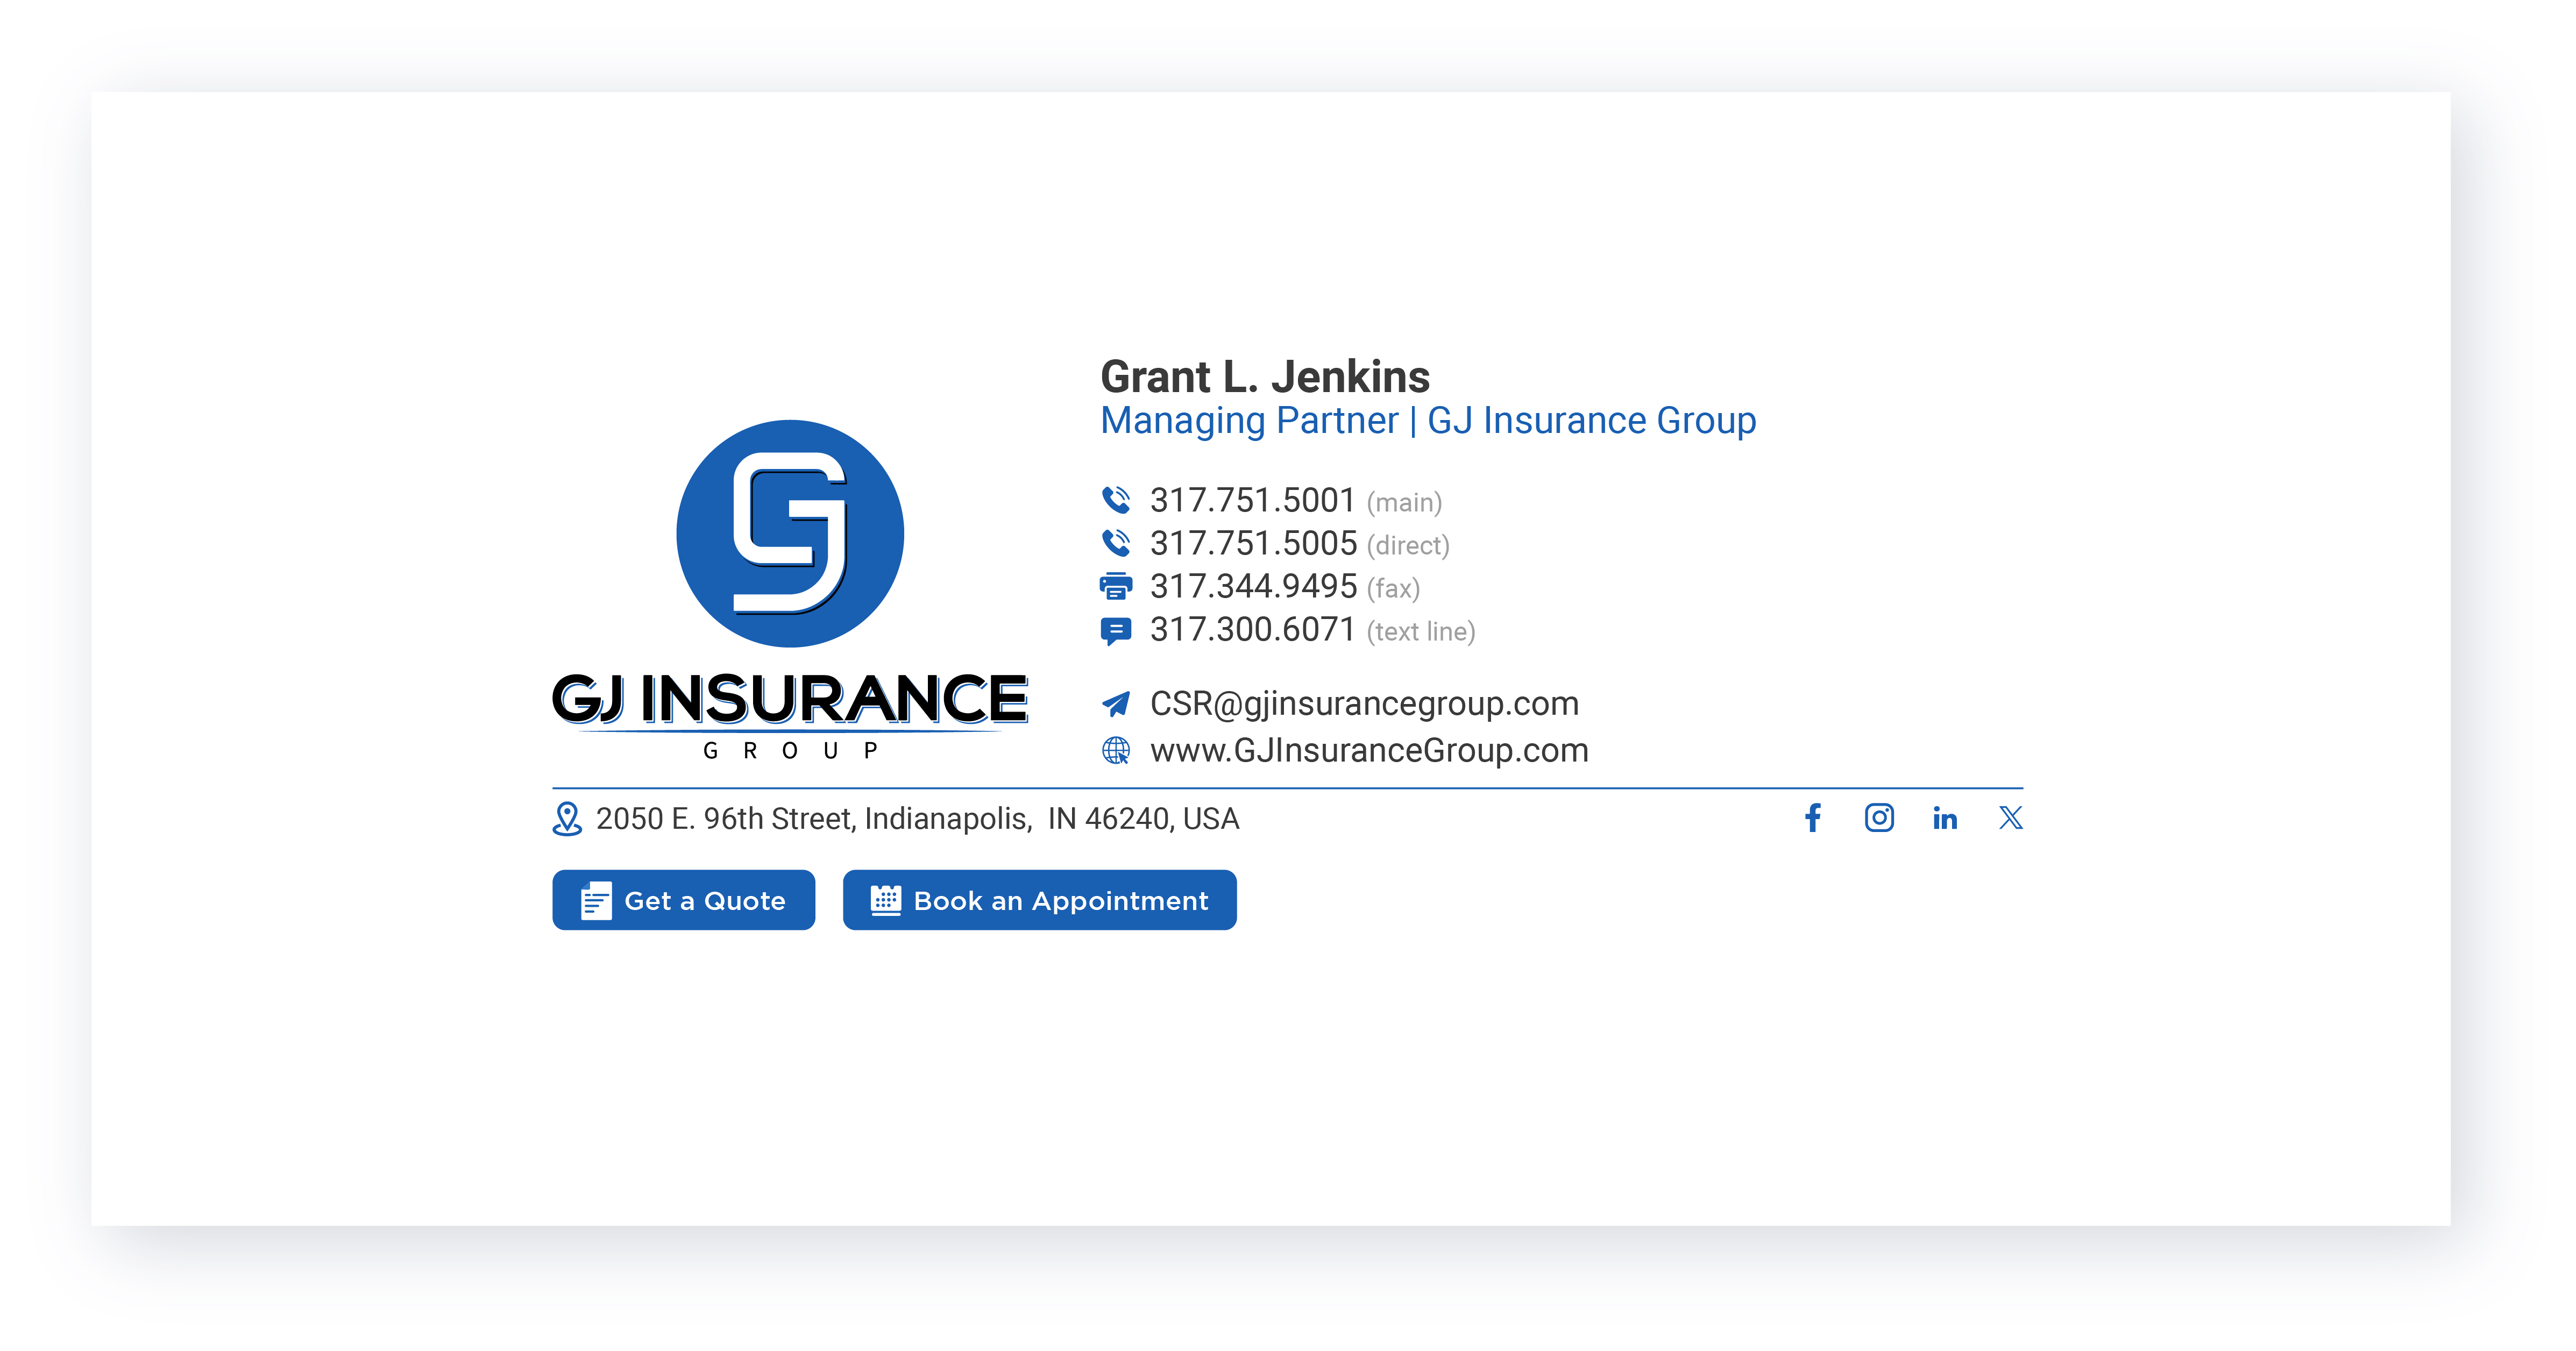 Grant L. Jenkins
Managing Partner | GJ Insurance Group
GJ
317.751.5001 (main)
317.751.5005 (direct)
317.344.9495 (fax)
317.300.6071 (text line)
GJ INSURANCE
GROUP
CSR@gjinsurancegroup.com
www.GJInsuranceGroup.com
2050 E. 96th Street, Indianapolis,  IN 46240, USA
Get a Quote
Book an Appointment